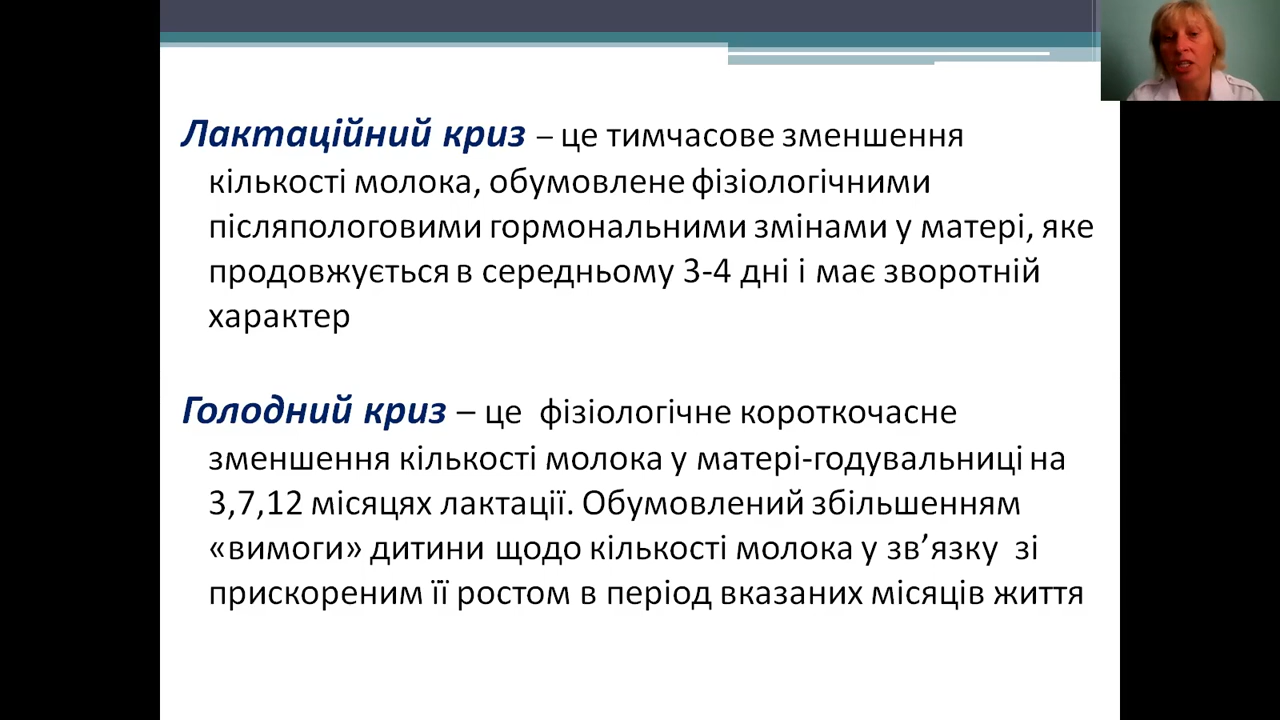 Лактаційний криз – це тимчасове зменшення
кількості молока, обумовлене фізіологічними
післяпологовими гормональними змінами у матері, яке
продовжується в середньому 3-4 дні і має зворотній
характер
Голодний криз – це фізіологічне короткочасне
зменшення кількості молока у матері-годувальниці на
3,7,12 місяцях лактації. Обумовлений збільшенням
«вимоги» дитини щодо кількості молока у зв’язку зі
прискореним її ростом в період вказаних місяців життя